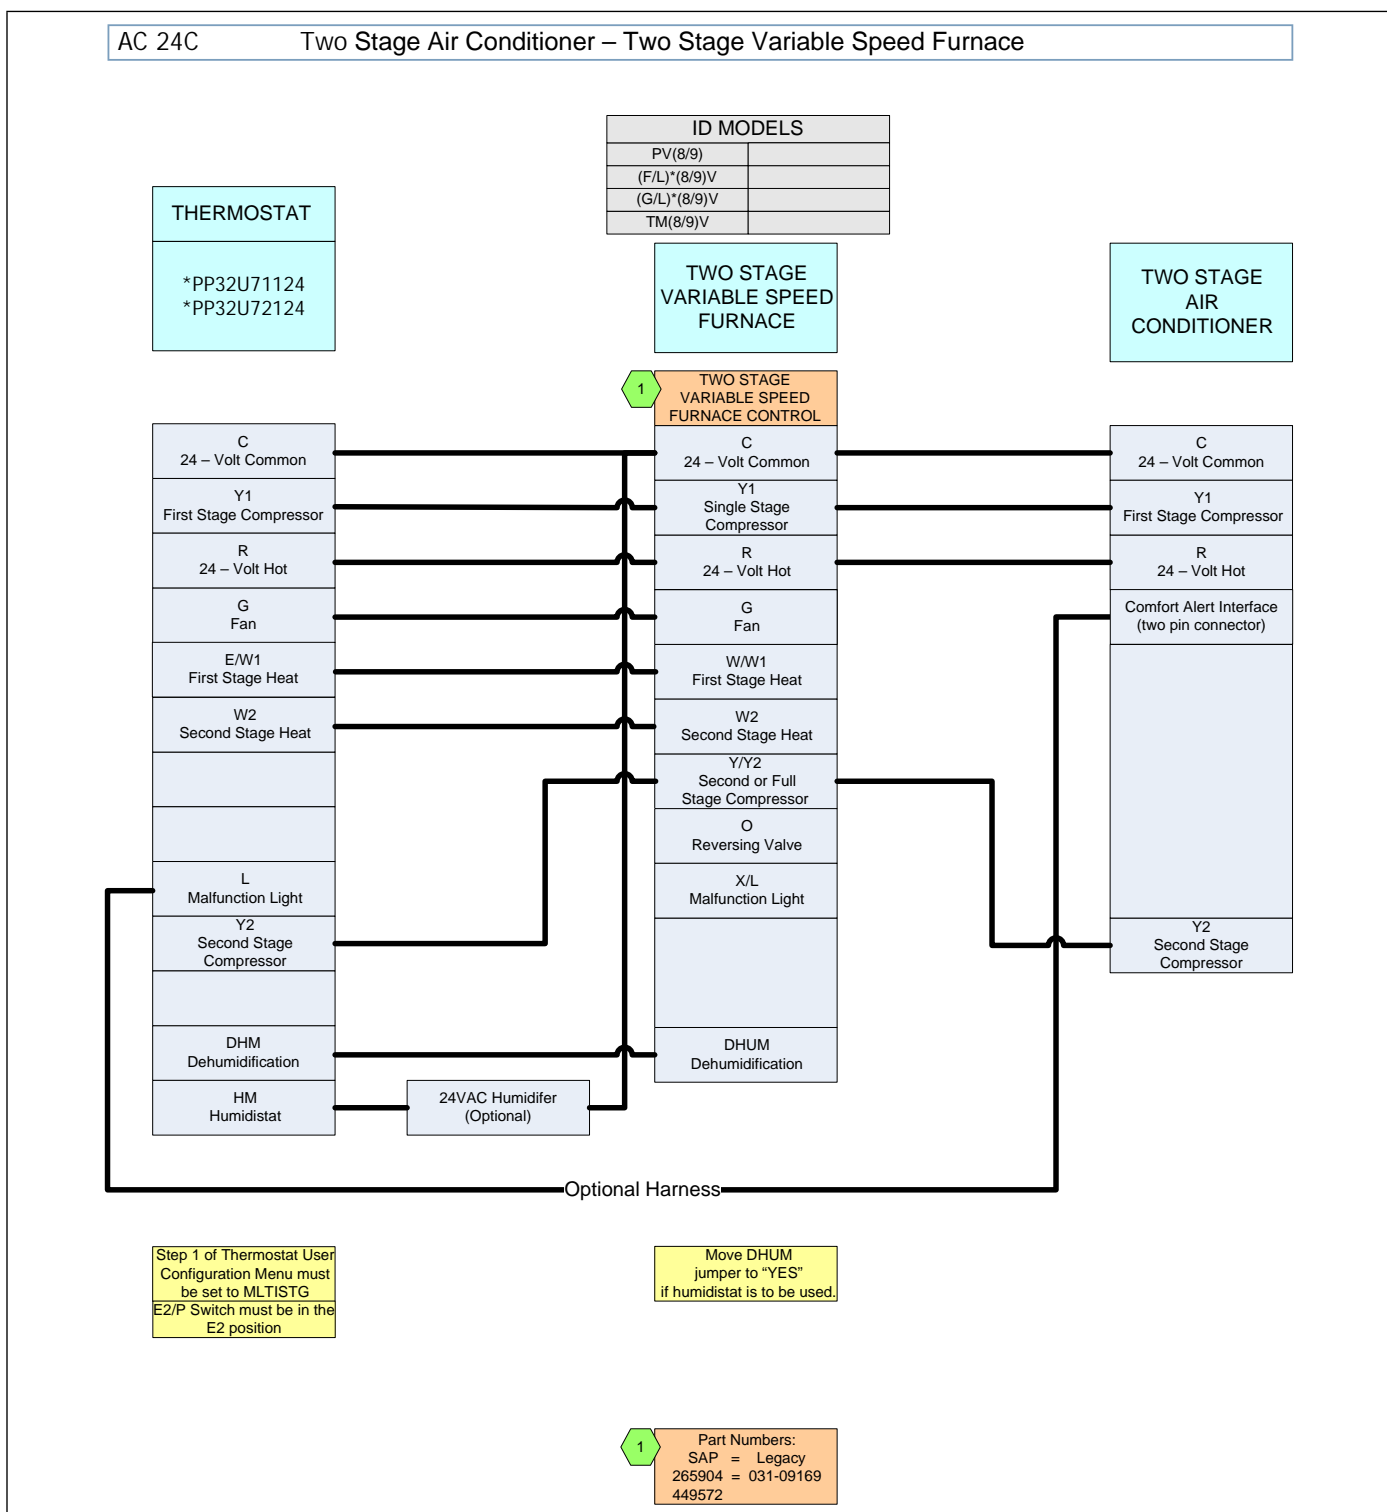 AC 24C Two Stage Air Conditioner – Two Stage Variable Speed Furnace
ID MODELS
PV(8/9)
(F/L)*(8/9)V
(G/L)*(8/9)V
TM(8/9)V
THERMOSTAT
*PP32U71124
*PP32U72124
TWO STAGE
VARIABLE SPEED
FURNACE
TWO STAGE
AIR
CONDITIONER
1
TWO STAGE
VARIABLE SPEED
FURNACE CONTROL
C
24 – Volt Common
Y1
First Stage Compressor
R
24 – Volt Hot
G
Fan
E/W1
First Stage Heat
W2
Second Stage Heat
L
Malfunction Light
Y2
Second Stage
Compressor
DHM
Dehumidification
HM
Humidistat
24VAC Humidifer
(Optional)
C
24 – Volt Common
Y1
Single Stage
Compressor
R
24 – Volt Hot
G
Fan
W/W1
First Stage Heat
W2
Second Stage Heat
Y/Y2
Second or Full
Stage Compressor
O
Reversing Valve
X/L
Malfunction Light
DHUM
Dehumidification
C
24 – Volt Common
Y1
First Stage Compressor
R
24 – Volt Hot
Comfort Alert Interface
(two pin connector)
Y2
Second Stage
Compressor
Optional Harness
Step 1 of Thermostat User
Configuration Menu must
be set to MLTISTG
E2/P Switch must be in the
E2 position
Move DHUM
jumper to “YES”
if humidistat is to be used.
1
Part Numbers:
SAP = Legacy
265904 = 031-09169
449572